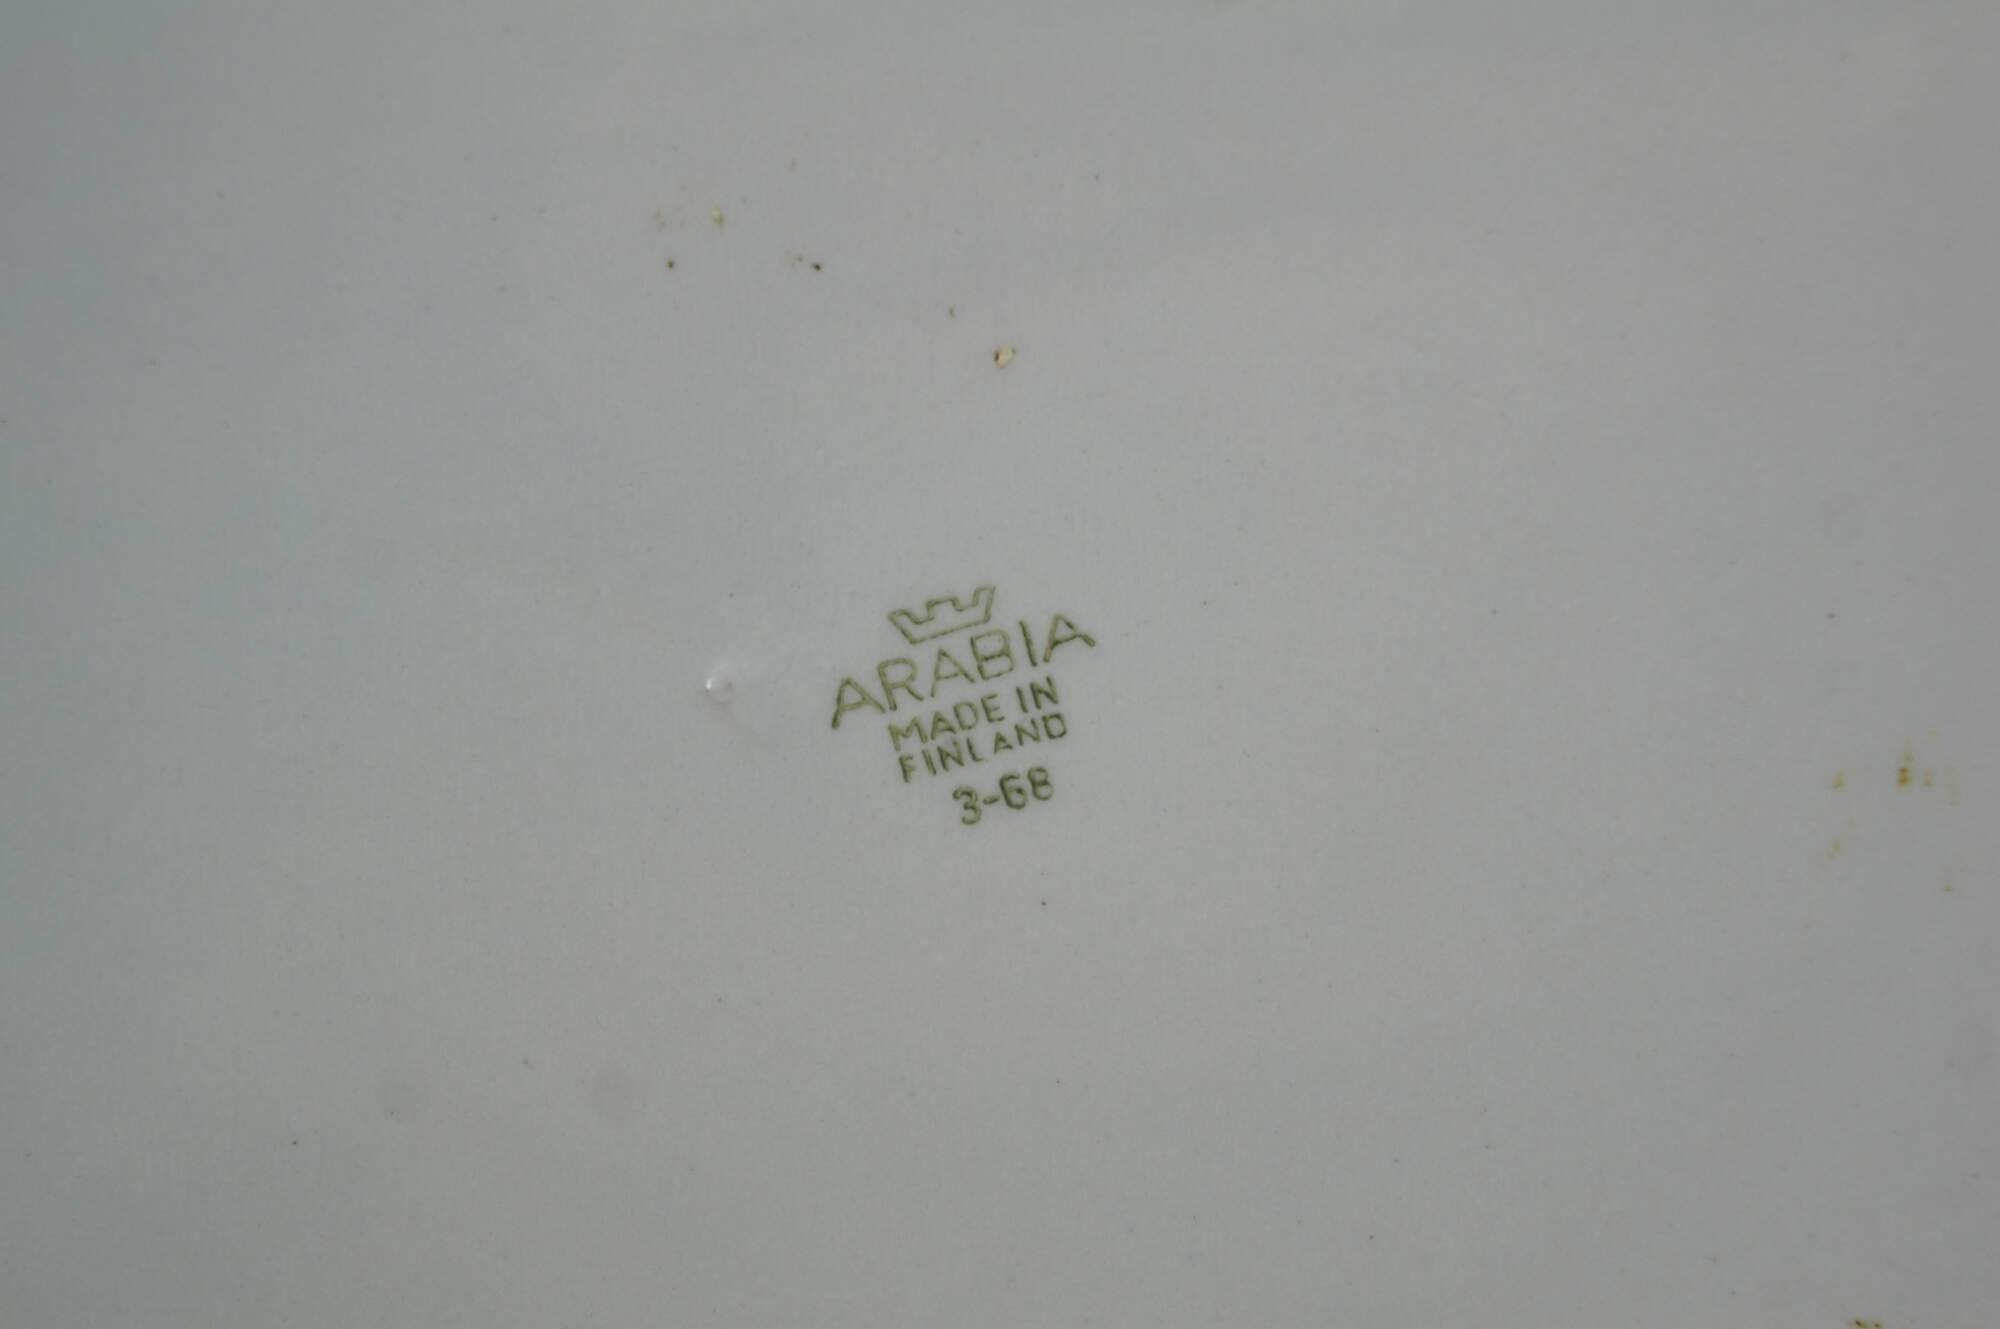 ARABIA
MADE IN
FINLAND
3-68